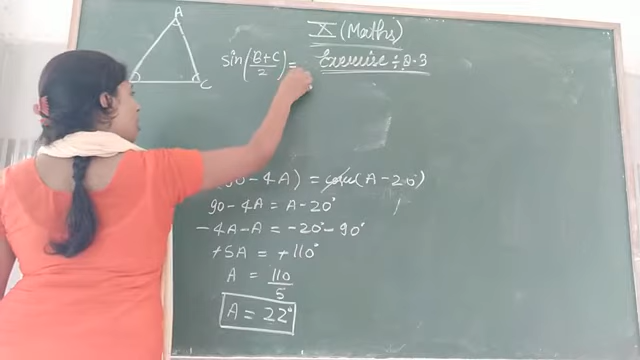 A
X (Maths)
sin(B+C/2) = Exercise ÷ 8.3
C
90 - 4A) = cosec(A - 20°)
90 - 4A = A - 20°
-4A - A = -20° - 90°
+5A = +110°
A = 110/5
A = 22°